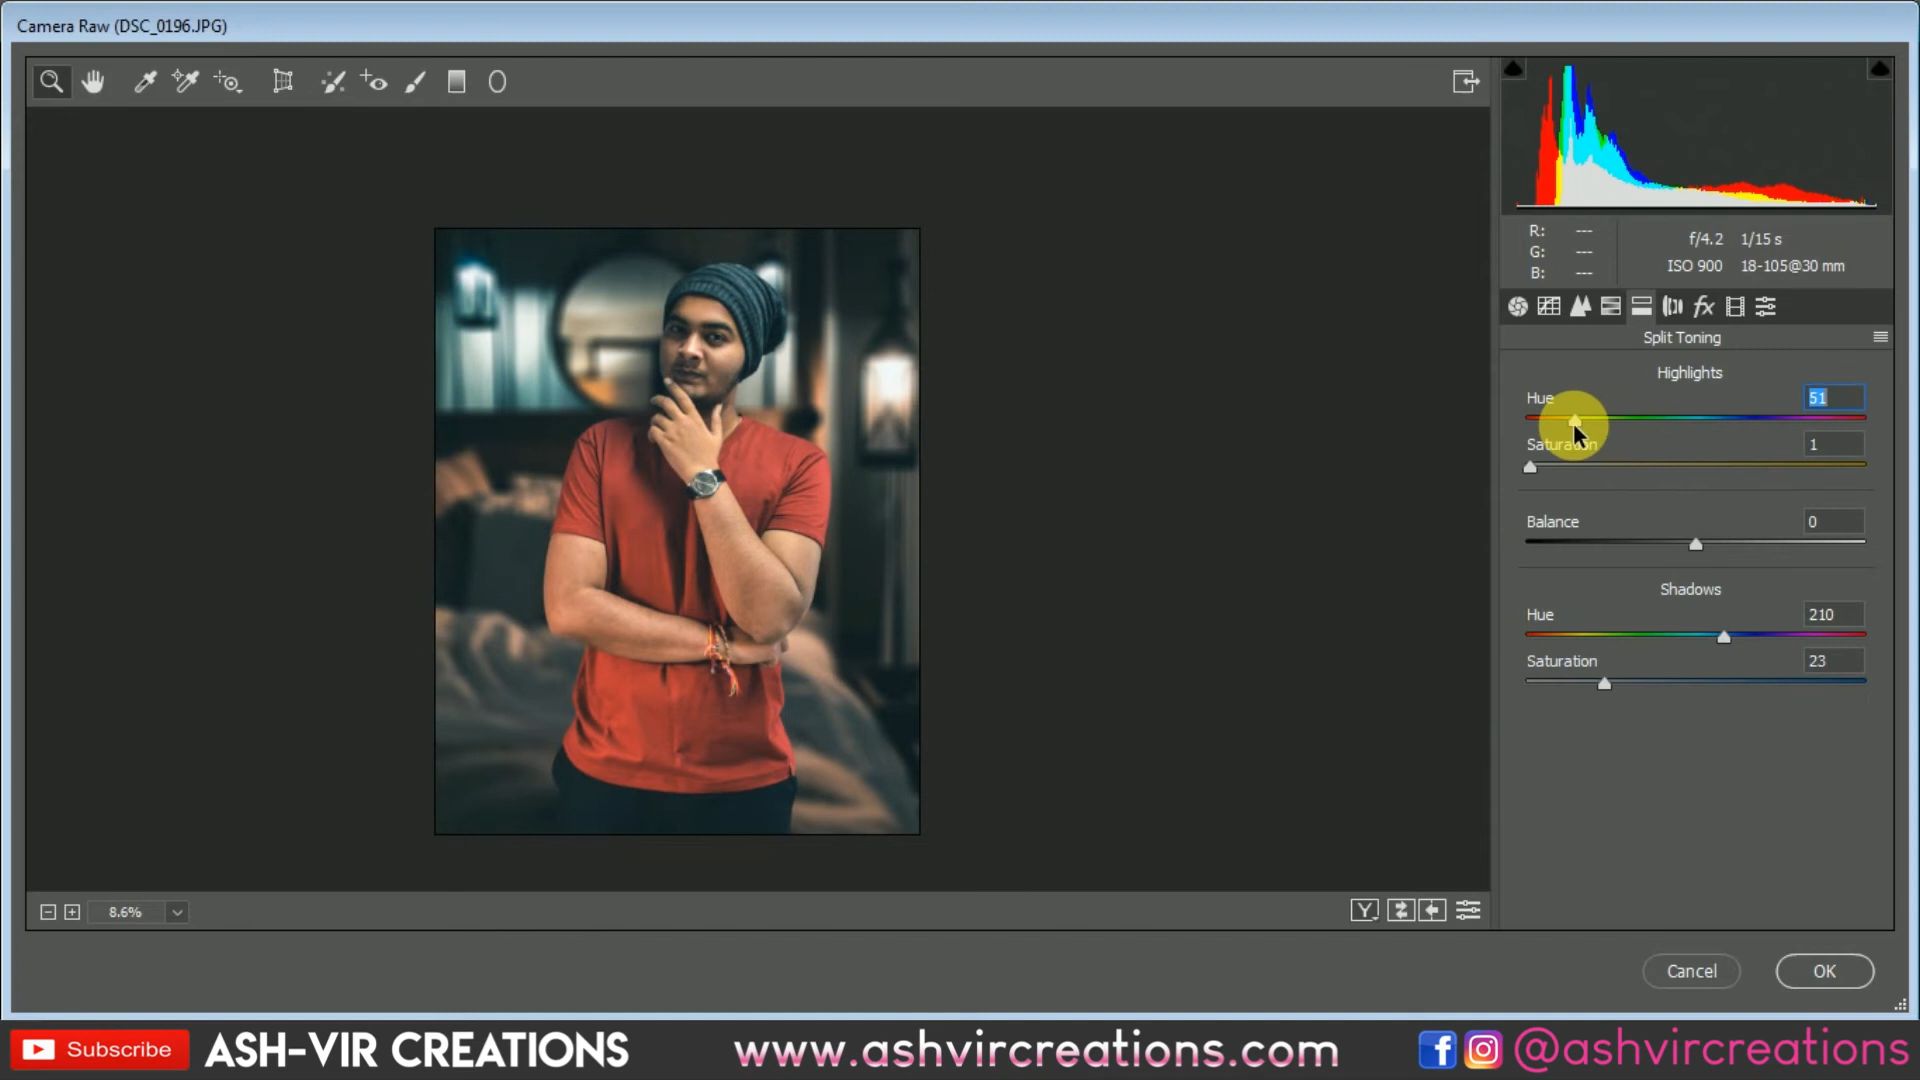 Camera Raw (DSC_0196.JPG)
R: ---
G: ---
B: ---
f/4.2 1/15 s
ISO 900 18-105@30 mm
fx
Split Toning
Highlights
Hue 51
Saturation 1
Balance 0
Shadows
Hue 210
Saturation 23
8.6%
Y
Cancel OK
Subscribe ASH-VIR CREATIONS www.ashvircreations.com @ashvircreations